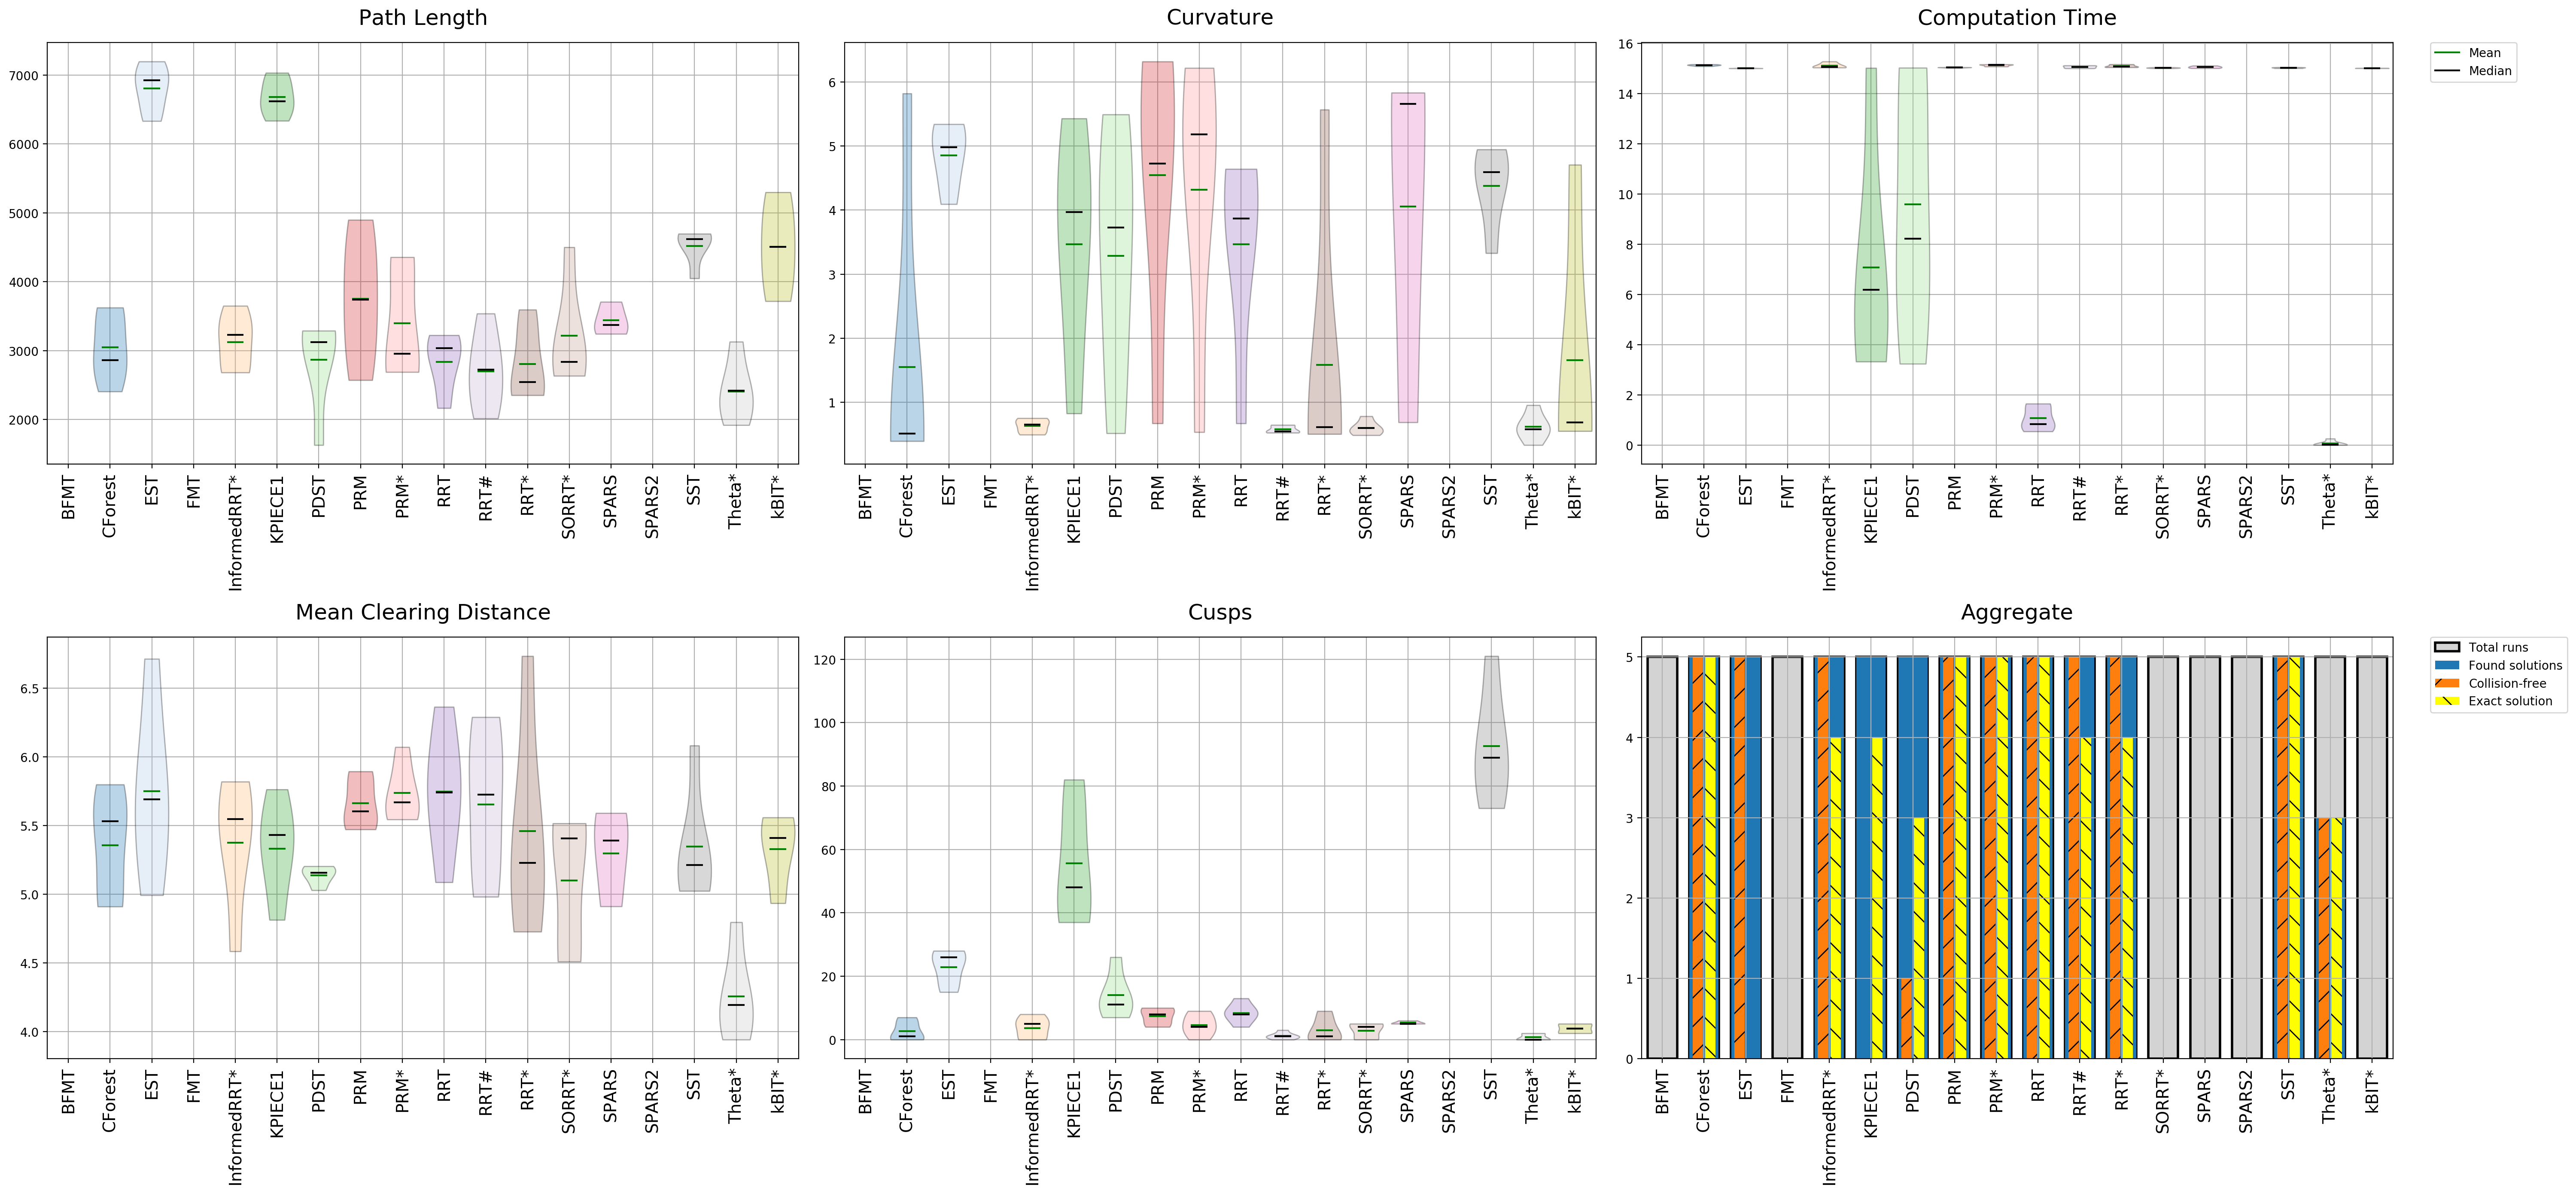 Path Length
7000
6000
5000
4000
3000
2000
BFMT
CForest
EST
FMT
InformedRRT*
KPIECE1
PDST
PRM
PRM*
RRT
RRT#
RRT*
SORRT*
SPARS
SPARS2
SST
Theta*
kBIT*
Curvature
6
5
4
3
2
1
BFMT
CForest
EST
FMT
InformedRRT*
KPIECE1
PDST
PRM
PRM*
RRT
RRT#
RRT*
SORRT*
SPARS
SPARS2
SST
Theta*
kBIT*
Computation Time
16
14
12
10
8
6
4
2
0
BFMT
CForest
EST
FMT
InformedRRT*
KPIECE1
PDST
PRM
PRM*
RRT
RRT#
RRT*
SORRT*
SPARS
SPARS2
SST
Theta*
kBIT*
Mean
Median
Mean Clearing Distance
6.5
6.0
5.5
5.0
4.5
4.0
BFMT
CForest
EST
FMT
InformedRRT*
KPIECE1
PDST
PRM
PRM*
RRT
RRT#
RRT*
SORRT*
SPARS
SPARS2
SST
Theta*
kBIT*
Cusps
120
100
80
60
40
20
0
BFMT
CForest
EST
FMT
InformedRRT*
KPIECE1
PDST
PRM
PRM*
RRT
RRT#
RRT*
SORRT*
SPARS
SPARS2
SST
Theta*
kBIT*
Aggregate
5
4
3
2
1
0
BFMT
CForest
EST
FMT
InformedRRT*
KPIECE1
PDST
PRM
PRM*
RRT
RRT#
RRT*
SORRT*
SPARS
SPARS2
SST
Theta*
kBIT*
Total runs
Found solutions
Collision-free
Exact solution